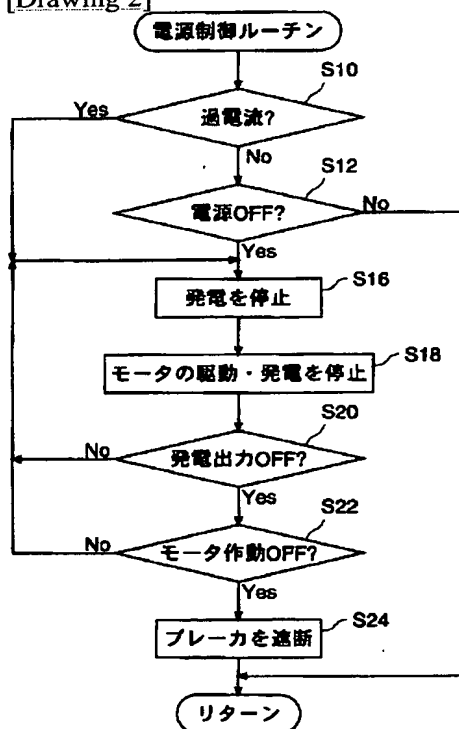 [Drawing 2]
電源制御ルーチン
S10
Yes
過電流?
No
S12
電源OFF?
No
Yes
S16
発電を停止
S18
モータの駆動・発電を停止
S20
No
発電出力OFF?
Yes
S22
No
モータ作動OFF?
Yes
S24
ブレーカを遮断
リターン